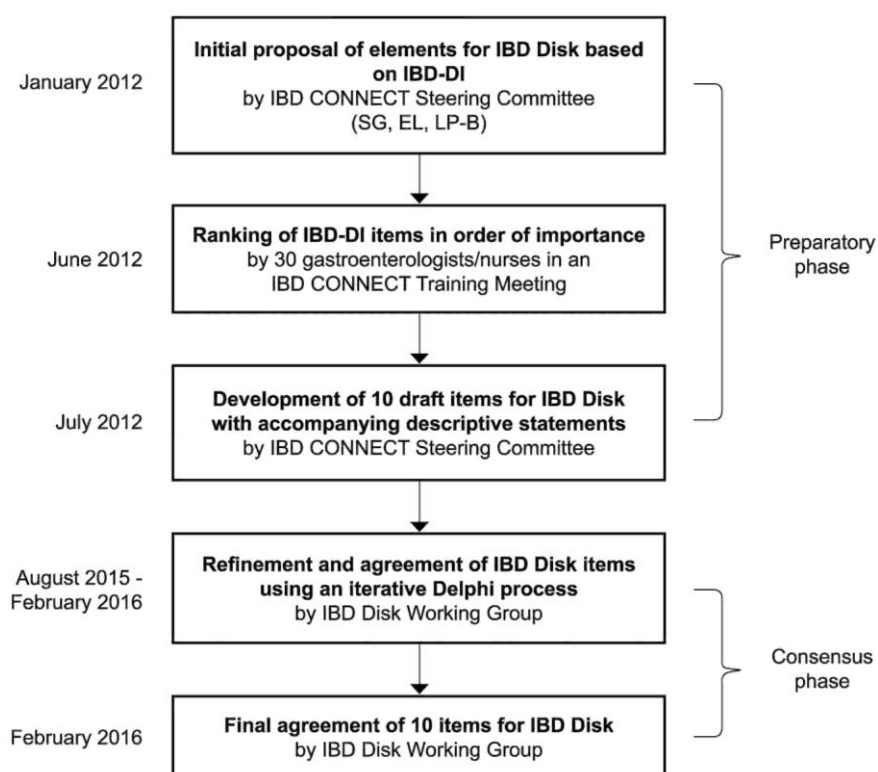 January 2012
Initial proposal of elements for IBD Disk based
on IBD-DI
by IBD CONNECT Steering Committee
(SG, EL, LP-B)
June 2012
Ranking of IBD-DI items in order of importance
by 30 gastroenterologists/nurses in an
IBD CONNECT Training Meeting
Preparatory
phase
July 2012
Development of 10 draft items for IBD Disk
with accompanying descriptive statements
by IBD CONNECT Steering Committee
August 2015 -
February 2016
Refinement and agreement of IBD Disk items
using an iterative Delphi process
by IBD Disk Working Group
Consensus
phase
February 2016
Final agreement of 10 items for IBD Disk
by IBD Disk Working Group